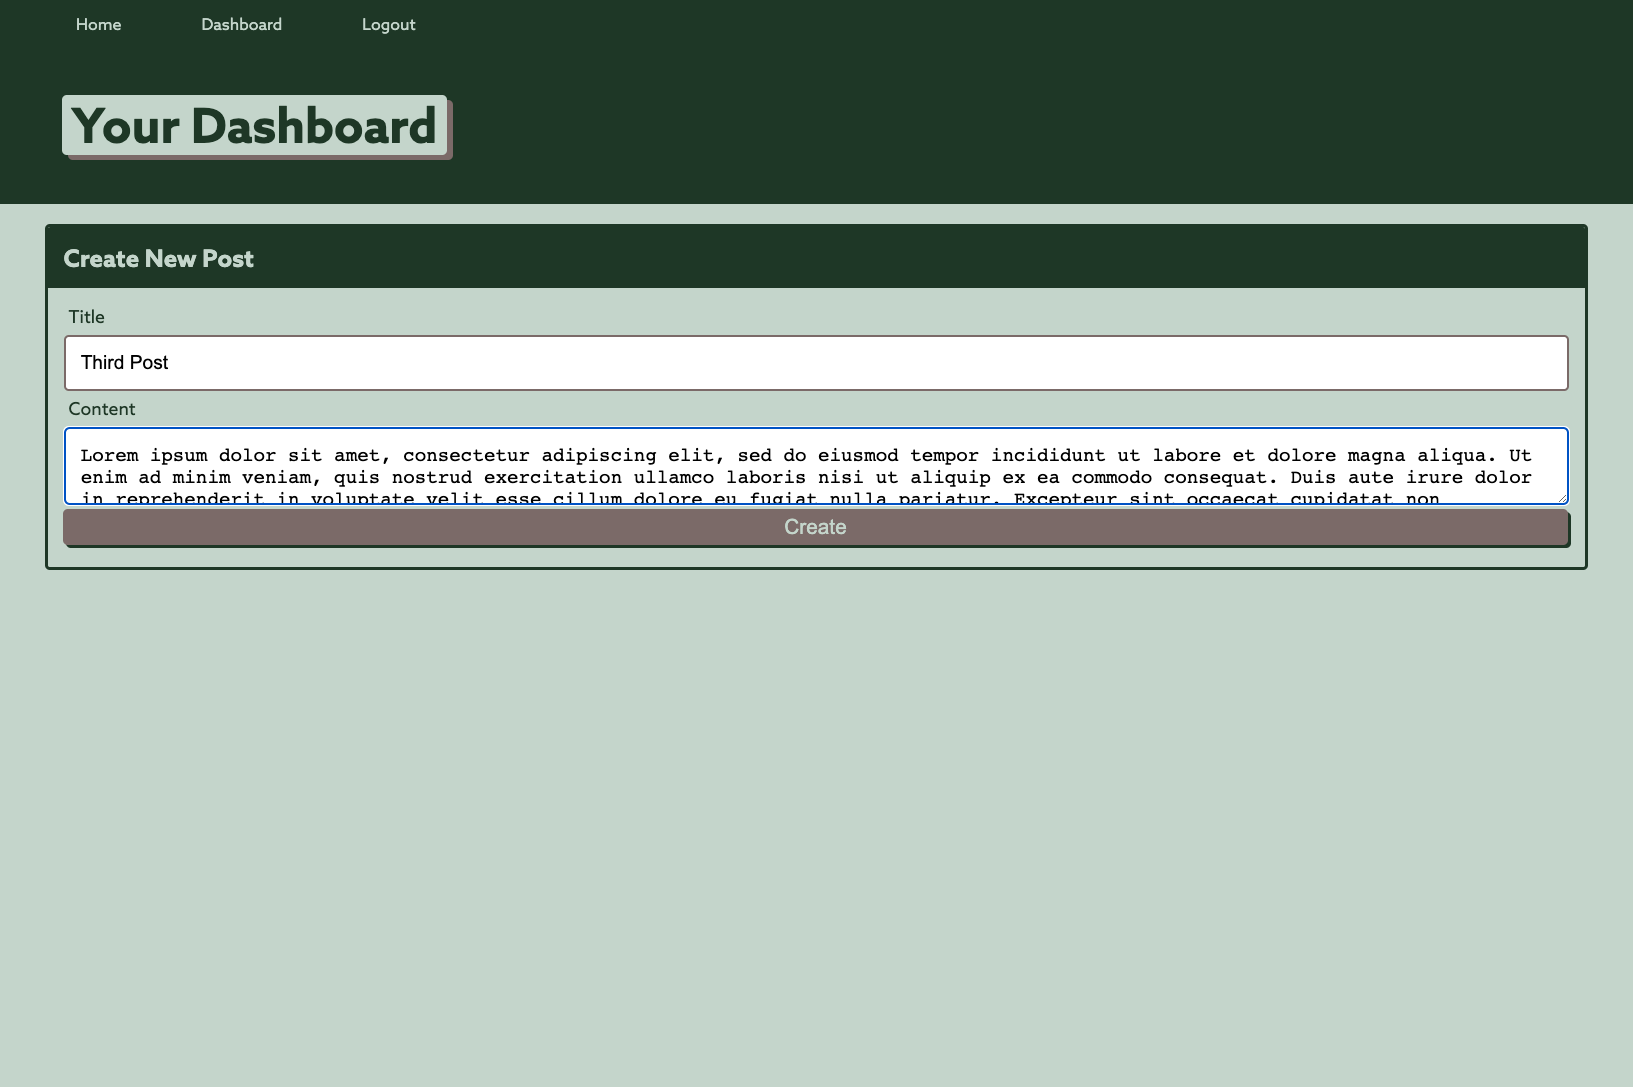 Home
Dashboard
Logout
Your Dashboard
Create New Post
Title
Third Post
Content
Lorem ipsum dolor sit amet, consectetur adipiscing elit, sed do eiusmod tempor incididunt ut labore et dolore magna aliqua. Ut
enim ad minim veniam, quis nostrud exercitation ullamco laboris nisi ut aliquip ex ea commodo consequat. Duis aute irure dolor
in reprehenderit in voluptate velit esse cillum dolore eu fugiat nulla pariatur. Excepteur sint occaecat cupidatat non
Create